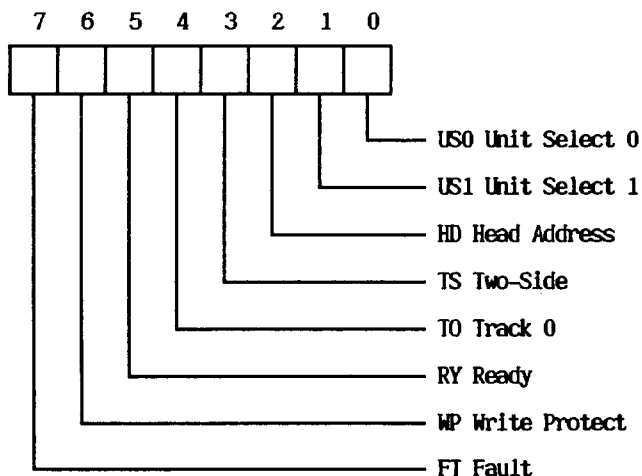 7 6 5 4 3 2 1 0
US0 Unit Select 0
US1 Unit Select 1
HD Head Address
TS Two-Side
T0 Track 0
RY Ready
WP Write Protect
FT Fault